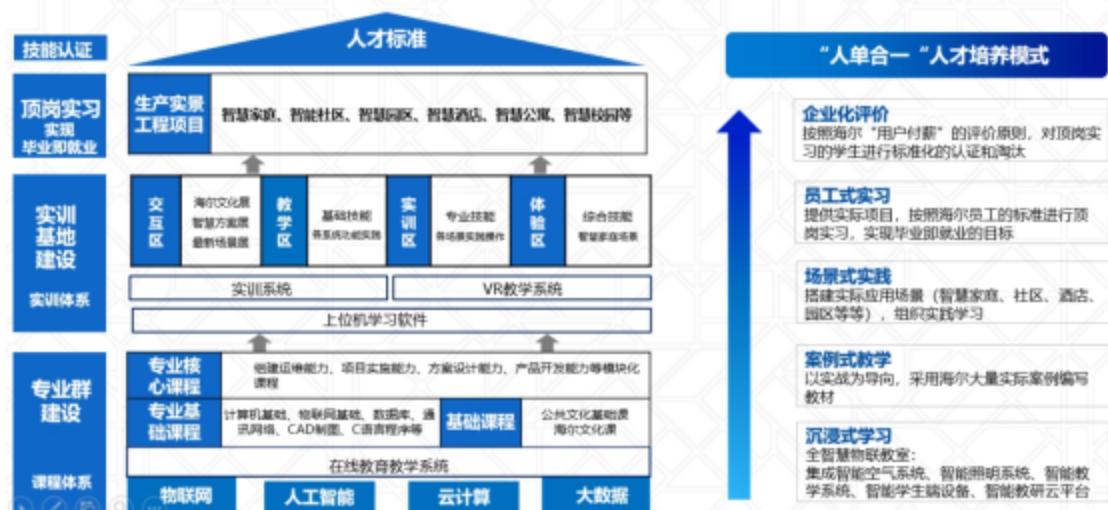 人才标准
技能认证
顶岗实习
实现
毕业即就业
生产实景
工程项目
智慧家庭、智能社区、智慧园区、智慧酒店、智慧公寓、智慧校园等
实训
基地
建设
实训体系
交互区
海尔文化展
智慧方案展
最新场景展
教学区
基础技能
各系统功能实践
实训区
专业技能
各场景实践操作
体验区
综合技能
智慧家庭场景
实训系统
VR教学系统
上位机学习软件
专业群
建设
课程体系
专业核
心课程
组建运维能力、项目实施能力、方案设计能力、产品开发能力等模块化
课程
专业基
础课程
计算机基础、物联网基础、数据库、通
讯网络、CAD制图、C语言程序等
基础课程
公共文化基础课
海尔文化课
在线教育教学系统
物联网
人工智能
云计算
大数据
“人单合一“人才培养模式
企业化评价
按照海尔“用户付薪”的评价原则，对顶岗实
习的学生进行标准化的认证和淘汰
员工式实习
提供实际项目，按照海尔员工的标准进行顶
岗实习，实现毕业即就业的目标
场景式实践
搭建实际应用场景（智慧家庭、社区、酒店、
园区等等），组织实践学习
案例式教学
以实战为导向，采用海尔大量实际案例编写
教材
沉浸式学习
全智慧物联教室：
集成智能空气系统、智能照明系统、智能教
学系统、智能学生端设备、智能教研云平台